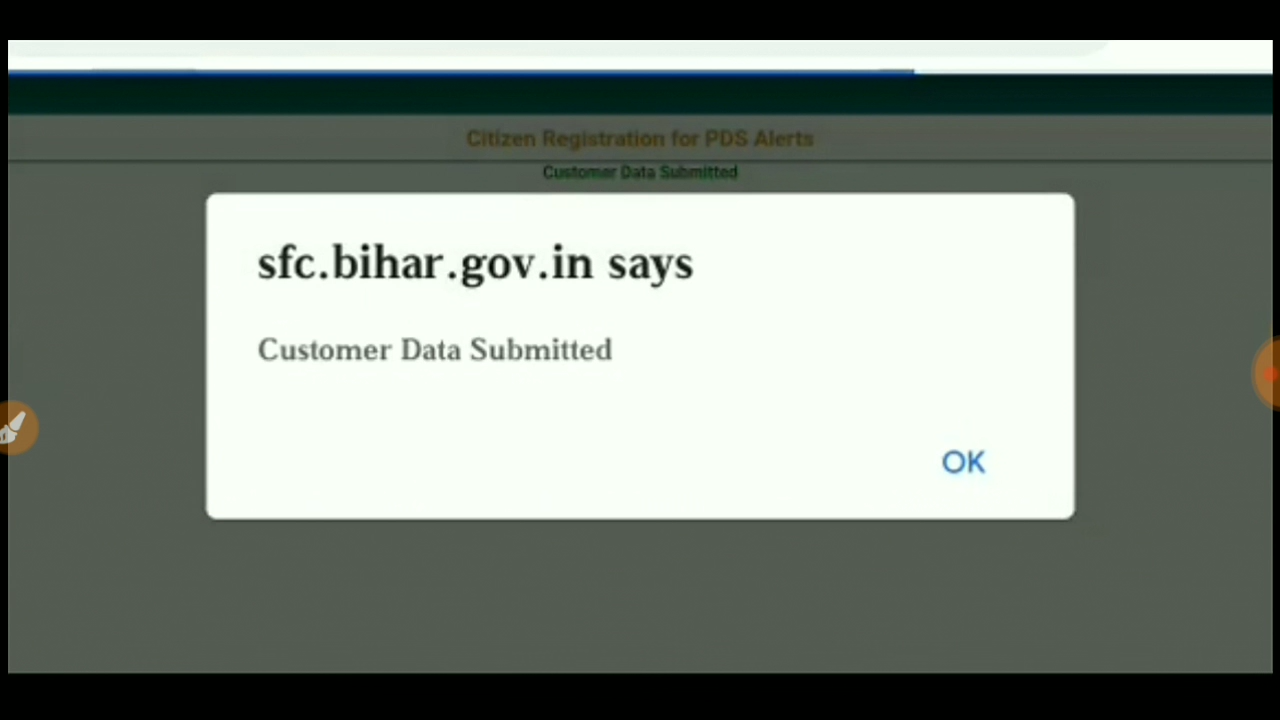 Citizen Registration for PDS Alerts
Customer Data Submitted
sfc.bihar.gov.in says
Customer Data Submitted
OK